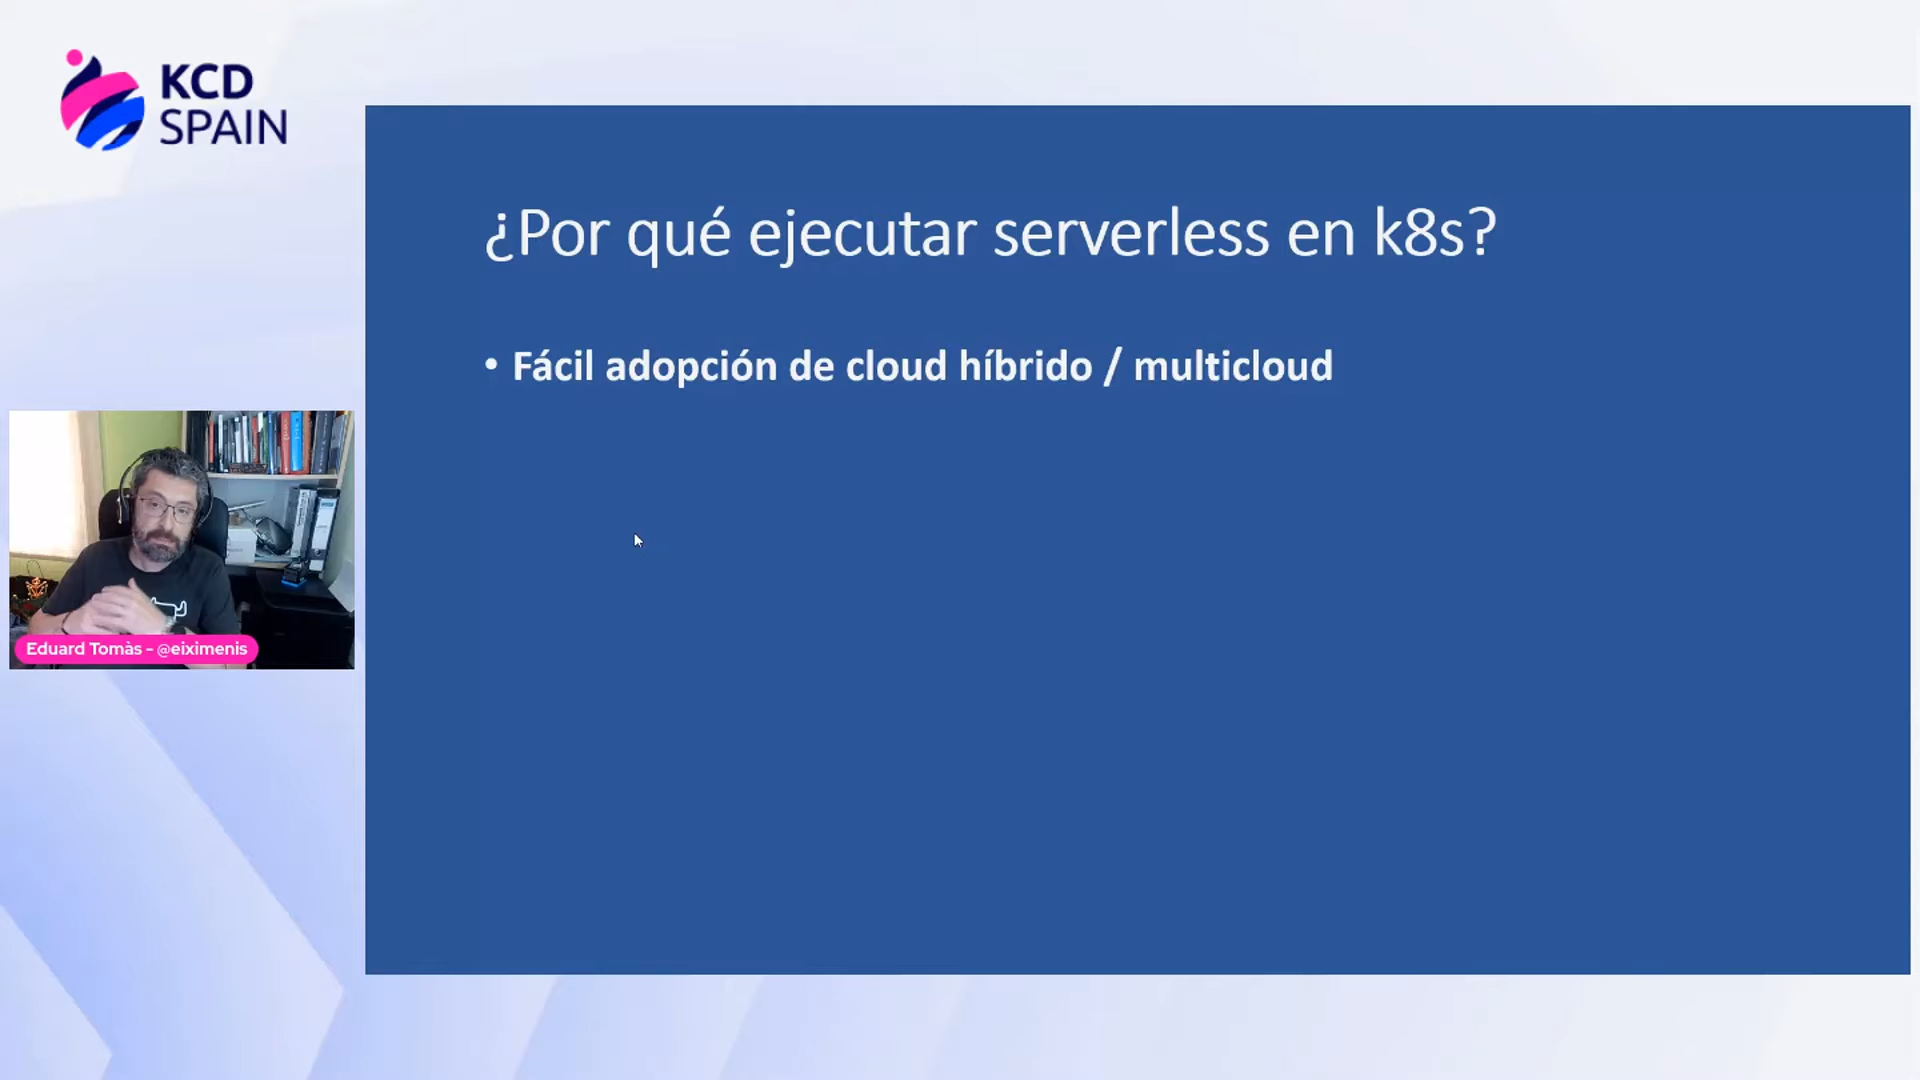 KCD
SPAIN
¿Por qué ejecutar serverless en k8s?
• Fácil adopción de cloud híbrido / multicloud
Eduard Tomàs - @eiximenis